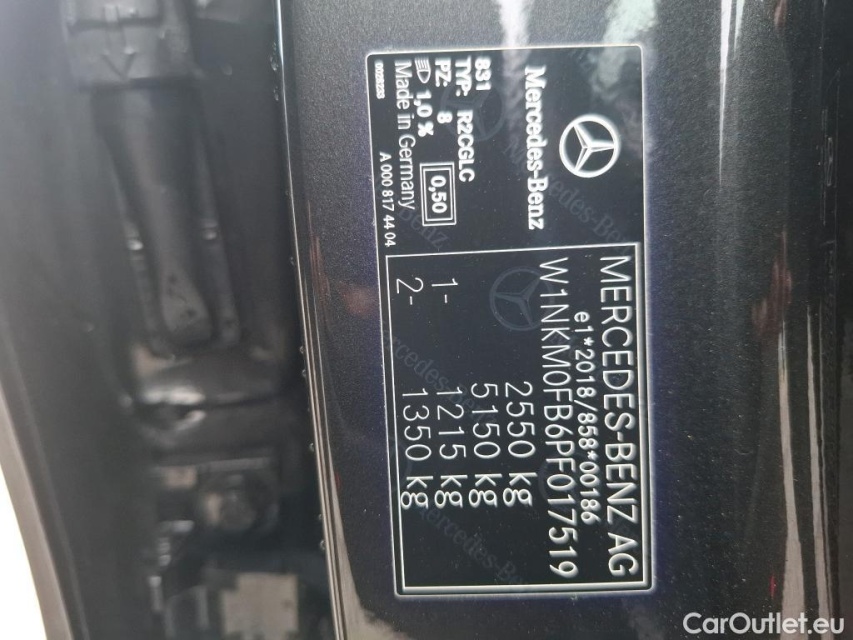 Mercedes-Benz
831
TYP: R2CGLC
PZ: 8
1,0 %
0,50
Made in Germany
A 000 817 44 04
MERCEDES-BENZ AG
e1*2018/858*00186
W1NKM0FB6PF017519
2550 kg
5150 kg
1- 1215 kg
2- 1350 kg
CarOutlet.eu